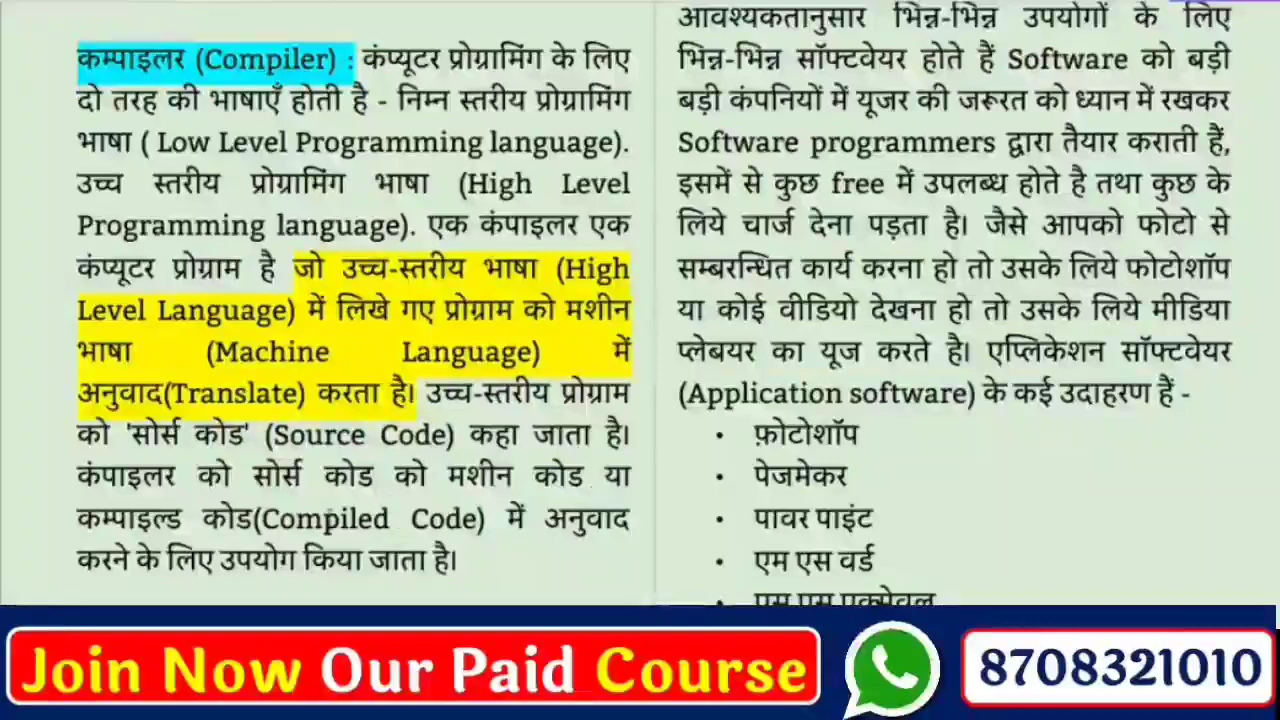 कम्पाइलर (Compiler) : कंप्यूटर प्रोग्रामिंग के लिए
दो तरह की भाषाएँ होती है - निम्न स्तरीय प्रोग्रामिंग
भाषा ( Low Level Programming language).
उच्च स्तरीय प्रोग्रामिंग भाषा (High Level
Programming language). एक कंपाइलर एक
कंप्यूटर प्रोग्राम है जो उच्च-स्तरीय भाषा (High
Level Language) में लिखे गए प्रोग्राम को मशीन
भाषा (Machine Language) में
अनुवाद(Translate) करता है। उच्च-स्तरीय प्रोग्राम
को 'सोर्स कोड' (Source Code) कहा जाता है।
कंपाइलर को सोर्स कोड को मशीन कोड या
कम्पाइल्ड कोड(Compiled Code) में अनुवाद
करने के लिए उपयोग किया जाता है।
आवश्यकतानुसार भिन्न-भिन्न उपयोगों के लिए
भिन्न-भिन्न सॉफ्टवेयर होते हैं Software को बड़ी
बड़ी कंपनियों में यूजर की जरूरत को ध्यान में रखकर
Software programmers द्वारा तैयार कराती हैं,
इसमें से कुछ free में उपलब्ध होते है तथा कुछ के
लिये चार्ज देना पड़ता है। जैसे आपको फोटो से
सम्बरन्धित कार्य करना हो तो उसके लिये फोटोशॉप
या कोई वीडियो देखना हो तो उसके लिये मीडिया
प्लेबयर का यूज करते है। एप्लिकेशन सॉफ्टवेयर
(Application software) के कई उदाहरण हैं -
• फ़ोटोशॉप
• पेजमेकर
• पावर पाइंट
• एम एस वर्ड
• एम एस एक्सेवल
Join Now Our Paid Course
8708321010